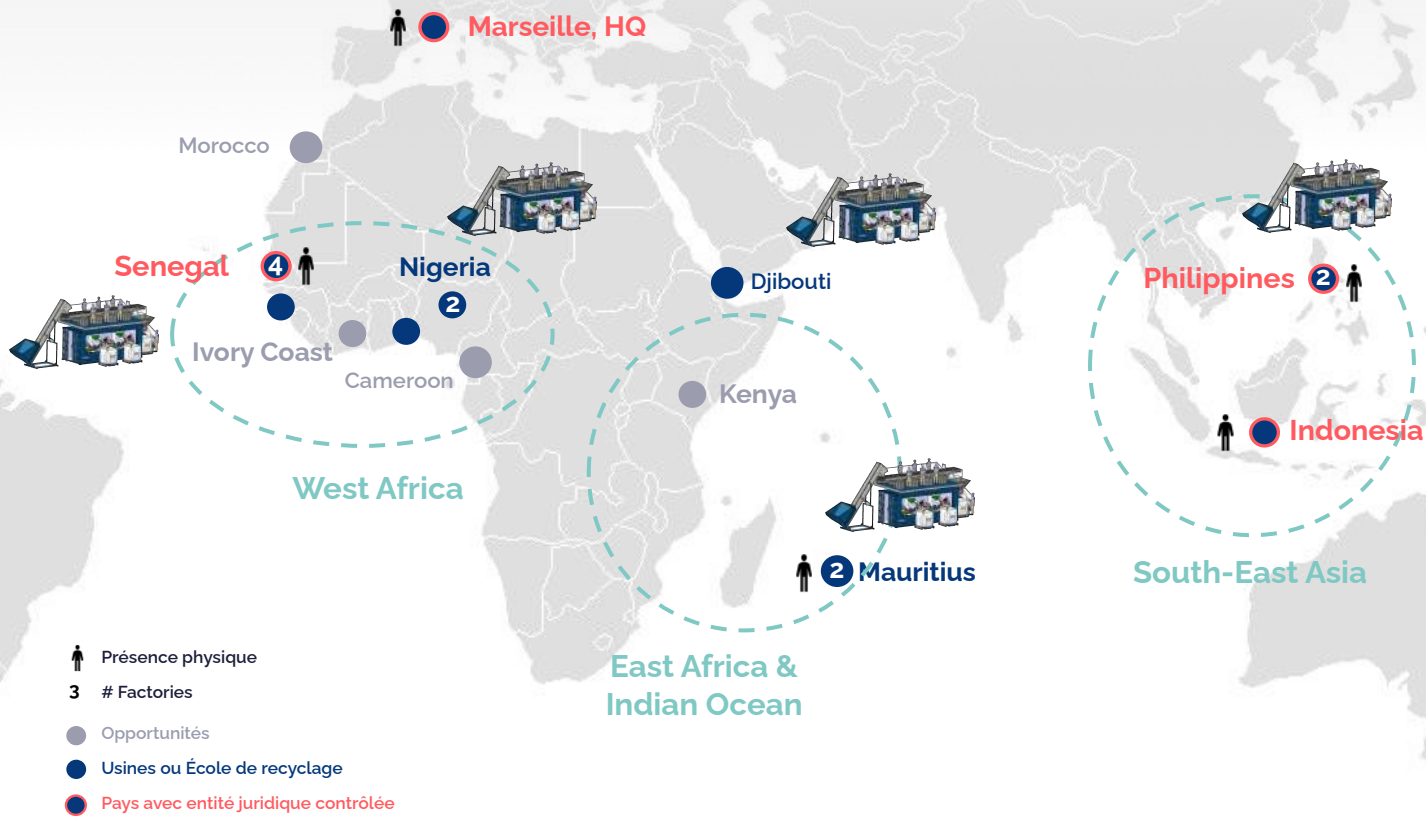 Marseille, HQ
Morocco
Senegal
4
Nigeria
2
Djibouti
Philippines
2
Ivory Coast
Cameroon
Kenya
Indonesia
West Africa
2
Mauritius
South-East Asia
East Africa &
Indian Ocean
Présence physique
3 # Factories
Opportunités
Usines ou École de recyclage
Pays avec entité juridique contrôlée